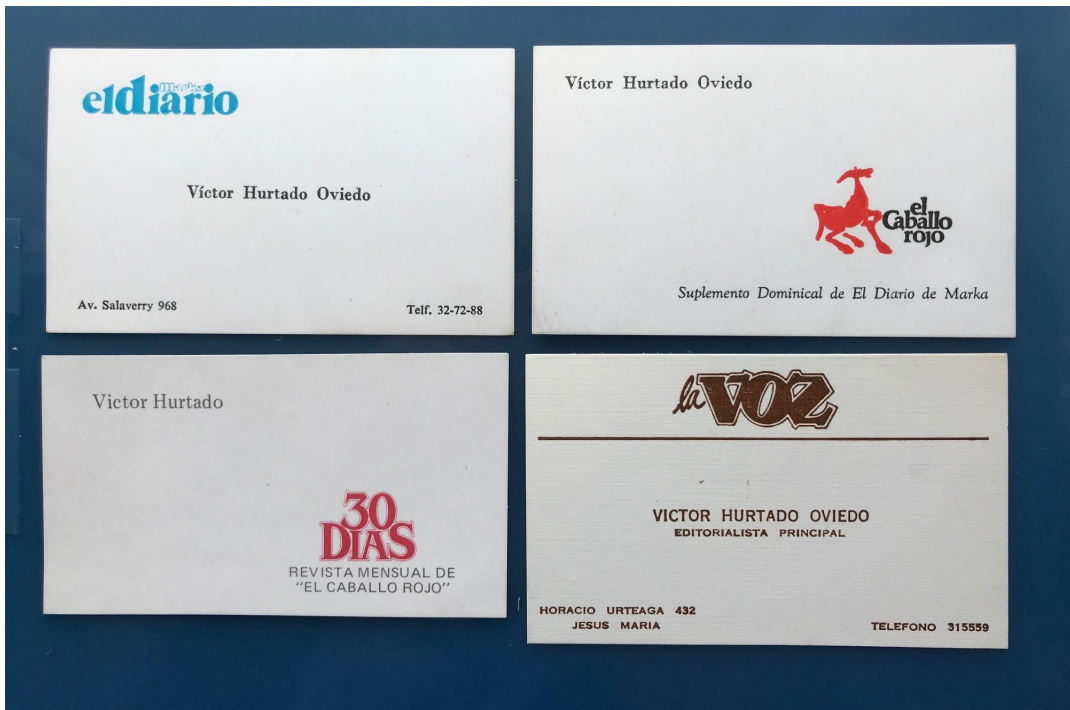 Marka
eldiario
Víctor Hurtado Oviedo
Av. Salaverry 968
Telf. 32-72-88
Víctor Hurtado Oviedo
el
Caballo
rojo
Suplemento Dominical de El Diario de Marka
Victor Hurtado
30
DIAS
REVISTA MENSUAL DE
"EL CABALLO ROJO"
la VOZ
VICTOR HURTADO OVIEDO
EDITORIALISTA PRINCIPAL
HORACIO URTEAGA 432
JESUS MARIA
TELEFONO 315559